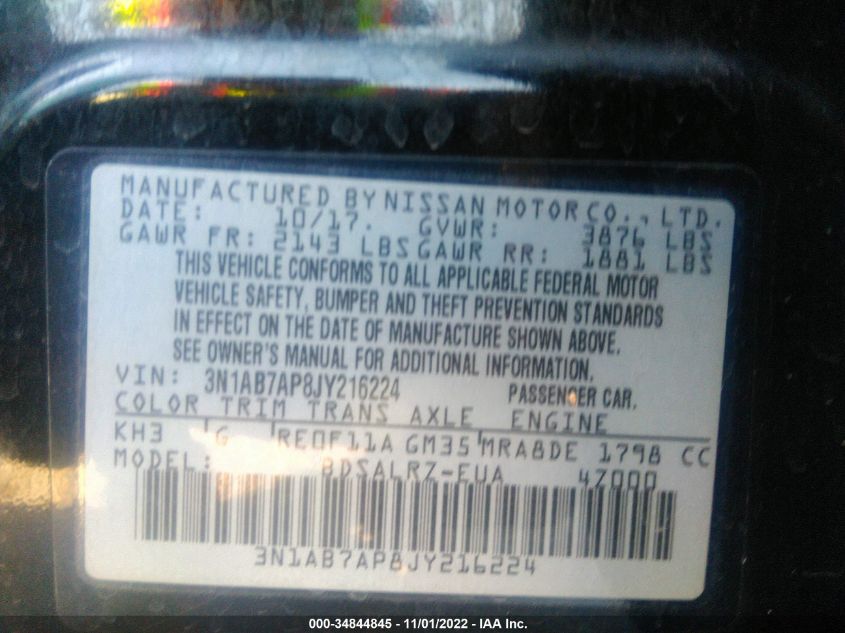 MANUFACTURED BY NISSAN MOTOR CO., LTD.
DATE: 10/17. GVWR: 3876 LBS
GAWR FR: 2143 LBS GAWR RR: 1881 LBS
THIS VEHICLE CONFORMS TO ALL APPLICABLE FEDERAL MOTOR
VEHICLE SAFETY, BUMPER AND THEFT PREVENTION STANDARDS
IN EFFECT ON THE DATE OF MANUFACTURE SHOWN ABOVE.
SEE OWNER'S MANUAL FOR ADDITIONAL INFORMATION.
VIN: 3N1AB7AP8JY216224 PASSENGER CAR.
COLOR TRIM TRANS AXLE ENGINE
KH3 G RE0F11A GM35 MRA8DE 1798 CC
MODEL: BDSALRZ-EUA 4Z000
3N1AB7AP8JY216224
000-34844845 - 11/01/2022 - IAA Inc.